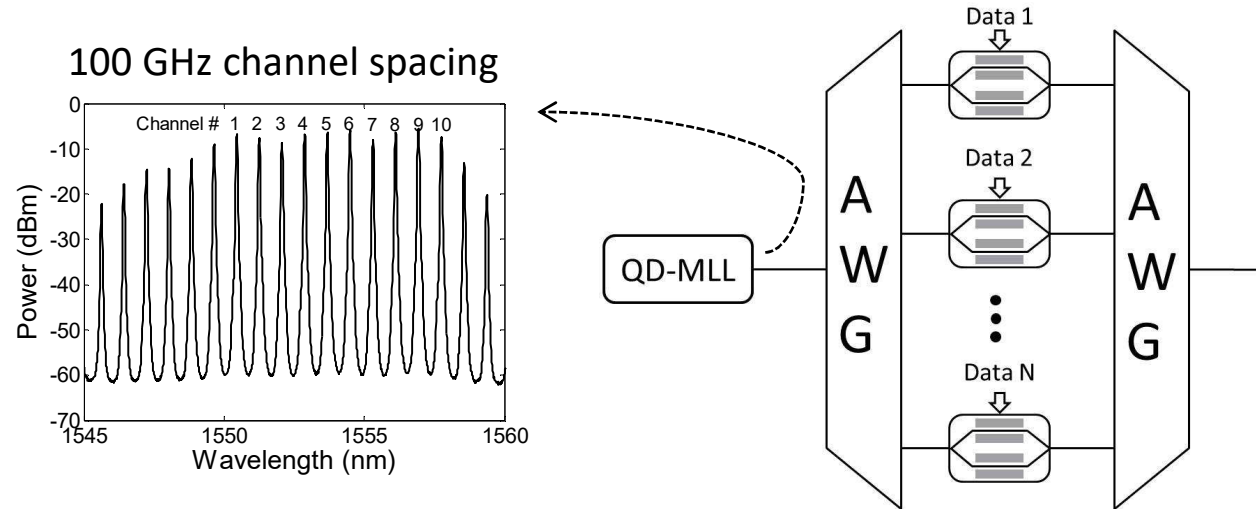 100 GHz channel spacing
0
-10
-20
-30
-40
-50
-60
-70
Power (dBm)
Channel # 1 2 3 4 5 6 7 8 9 10
1545 1550 1555 1560
Wavelength (nm)
QD-MLL
A
W
G
Data 1
Data 2
Data N
A
W
G